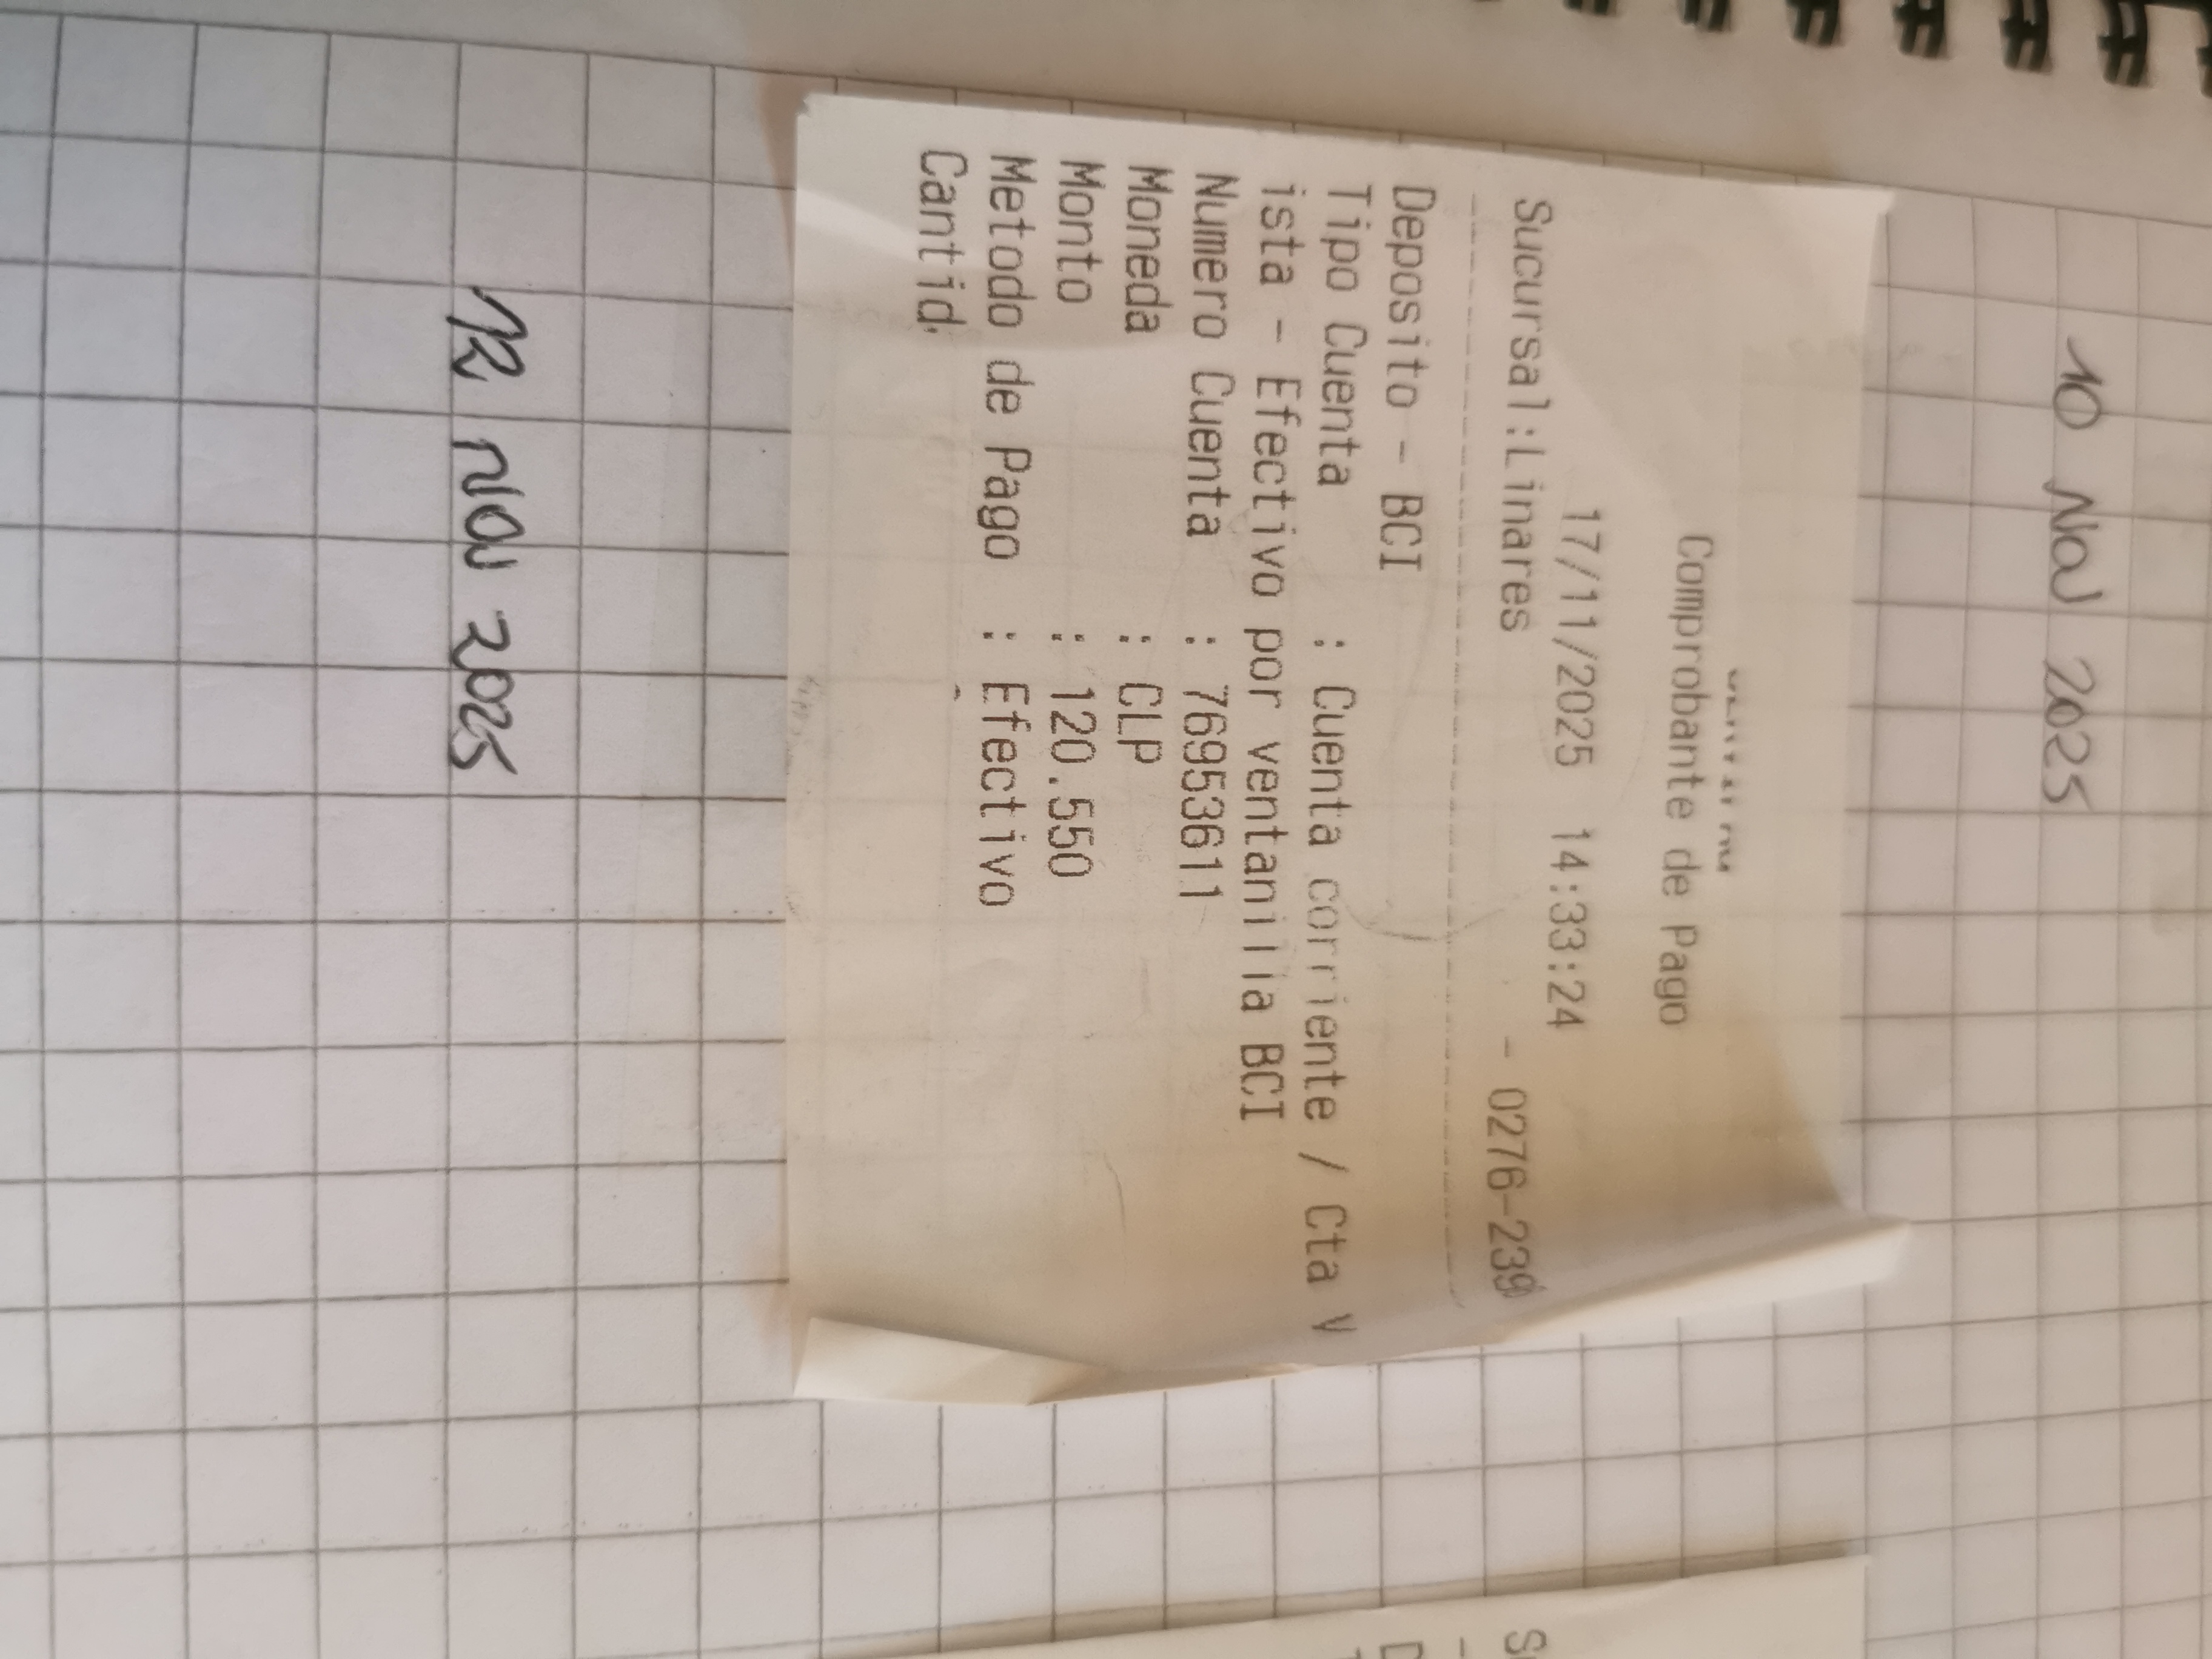 10 Nov 2025
Comprobante de Pago
17/11/2025 14:33:24
Sucursal:Linares - 0276-239
Deposito - BCI
Tipo Cuenta : Cuenta corriente / Cta V
ista - Efectivo por ventanilla BCI
Numero Cuenta : 76953611
Moneda : CLP
Monto : 120.550
Metodo de Pago : Efectivo
Cantid
12 Nov 2025